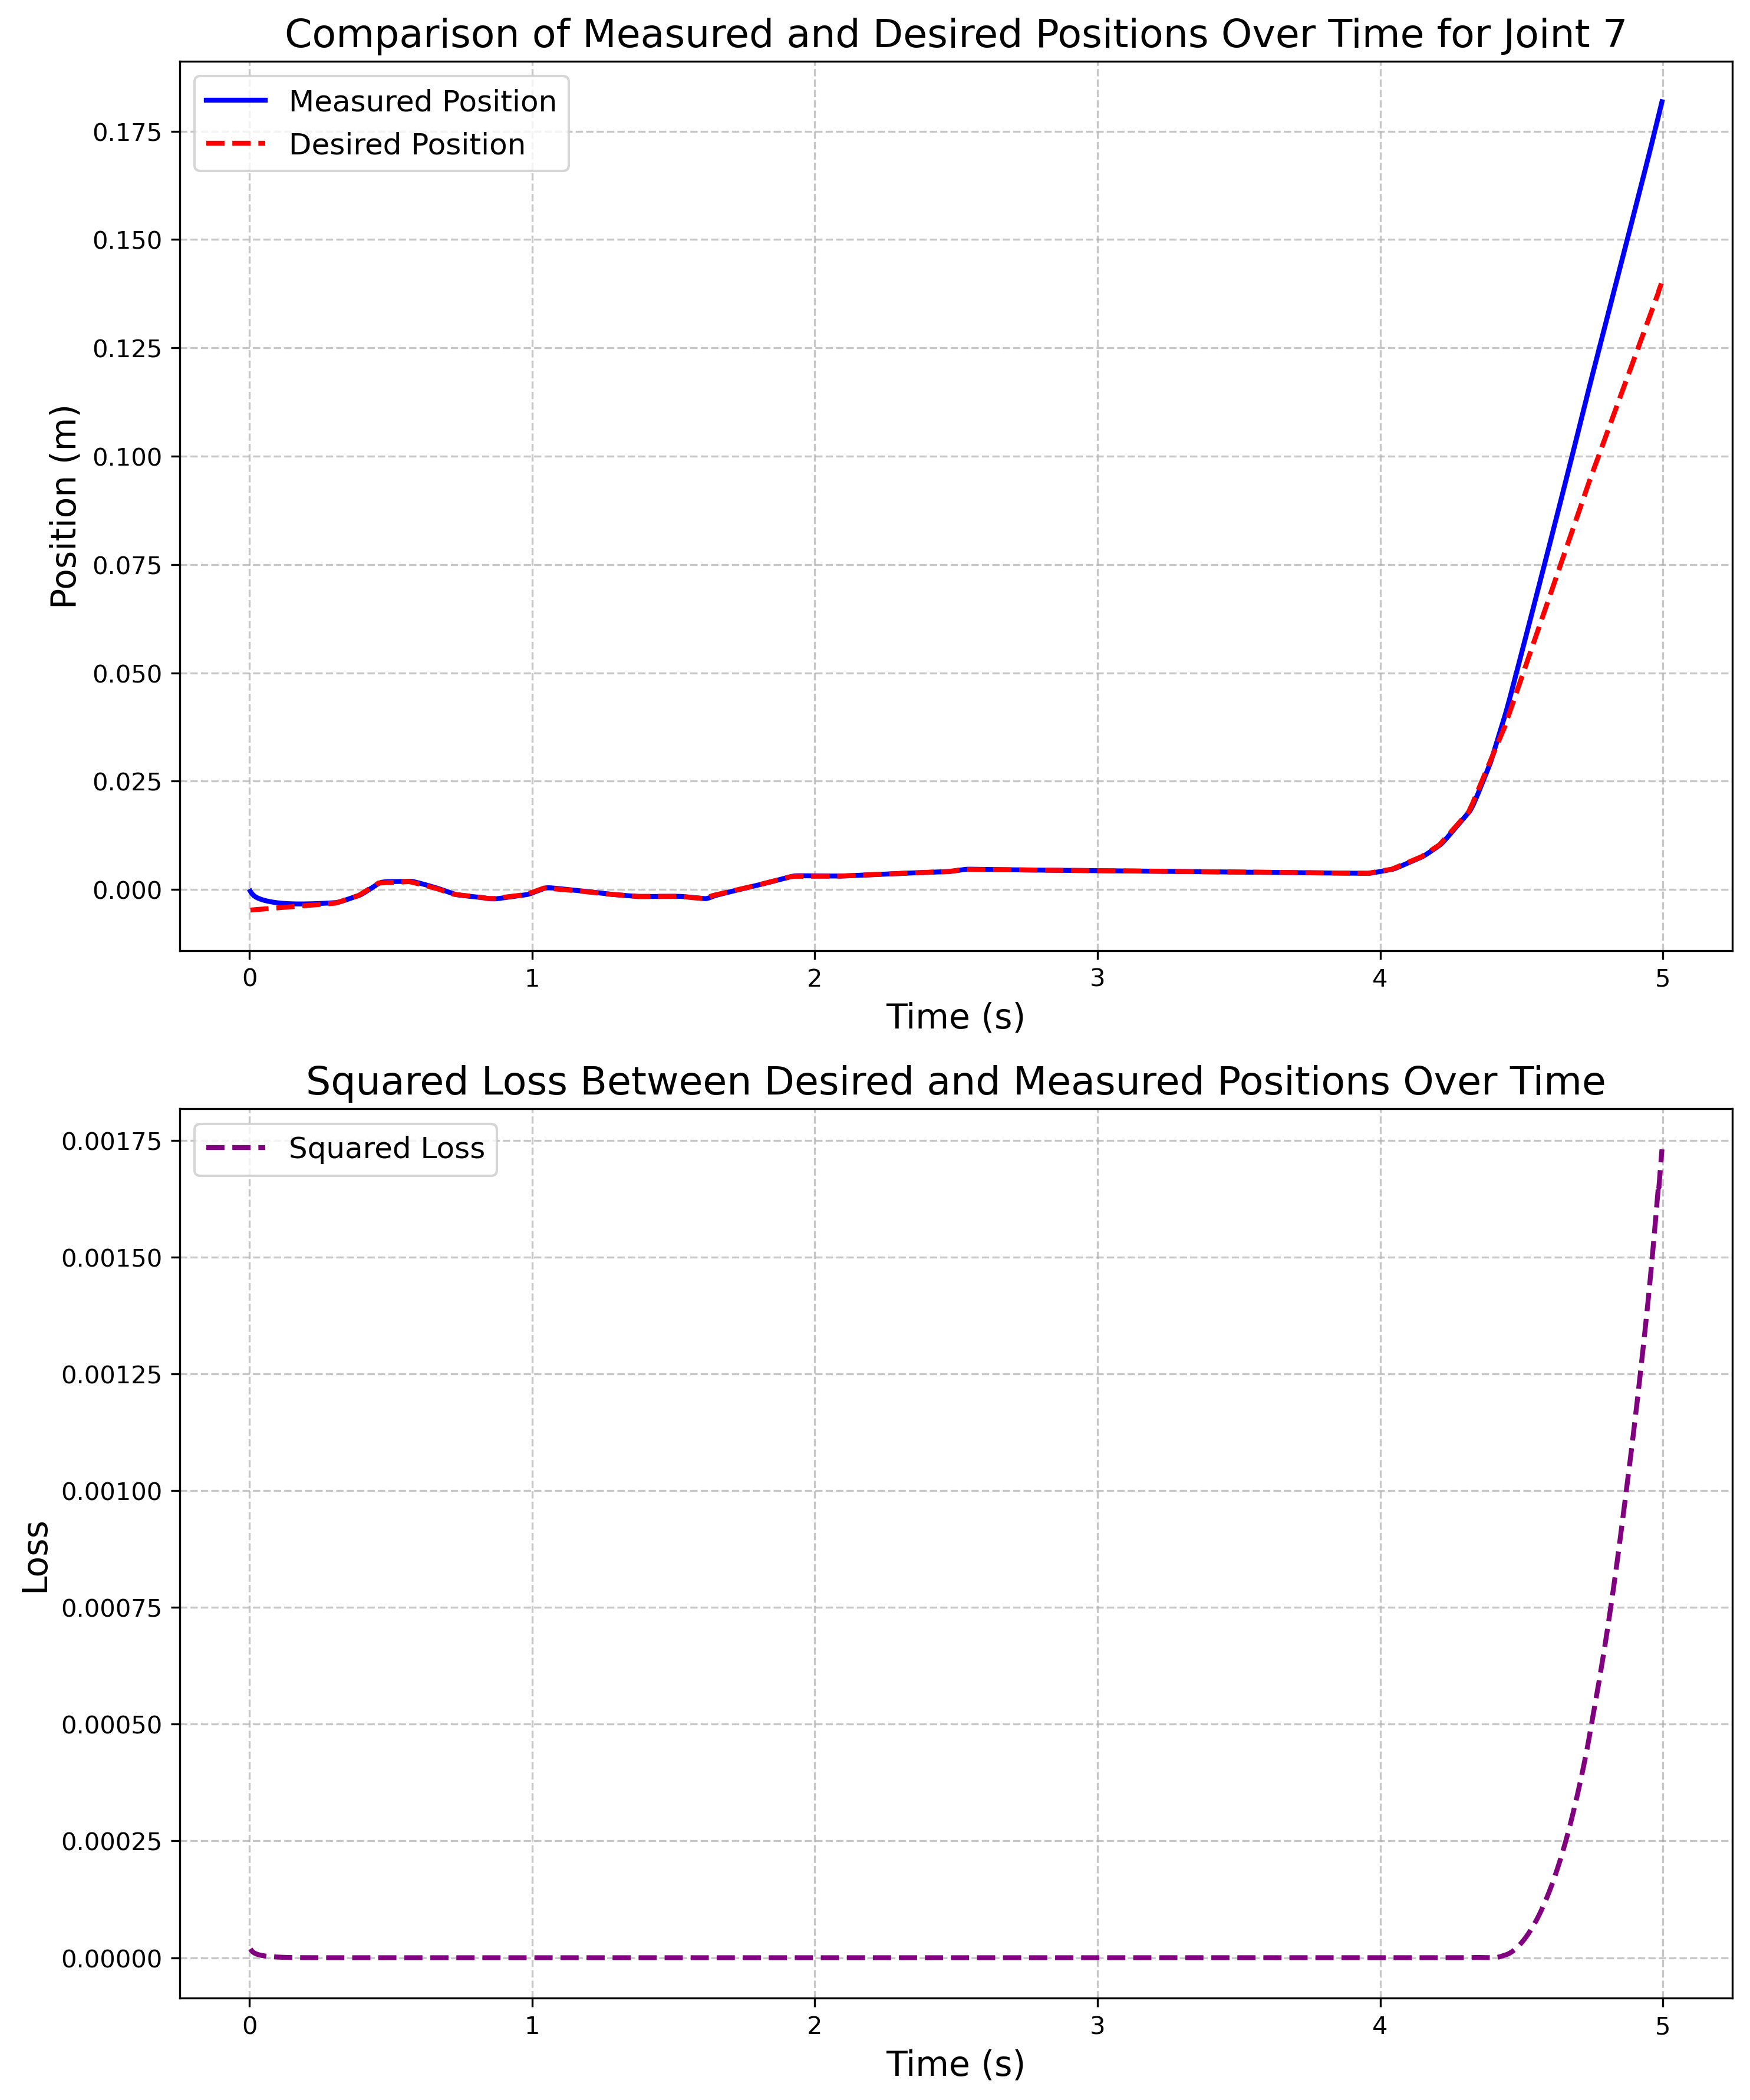 Comparison of Measured and Desired Positions Over Time for Joint 7
Measured Position
Desired Position
0.175
0.150
0.125
0.100
0.075
0.050
0.025
0.000
Position (m)
0 1 2 3 4 5
Time (s)
Squared Loss Between Desired and Measured Positions Over Time
Squared Loss
0.00175
0.00150
0.00125
0.00100
0.00075
0.00050
0.00025
0.00000
Loss
0 1 2 3 4 5
Time (s)